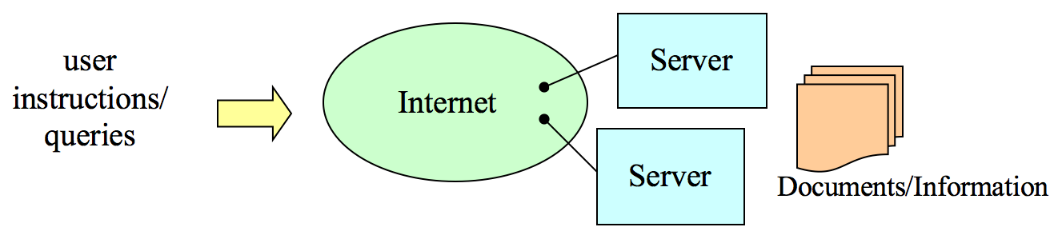 user
instructions/
queries
Internet
Server
Server
Documents/Information